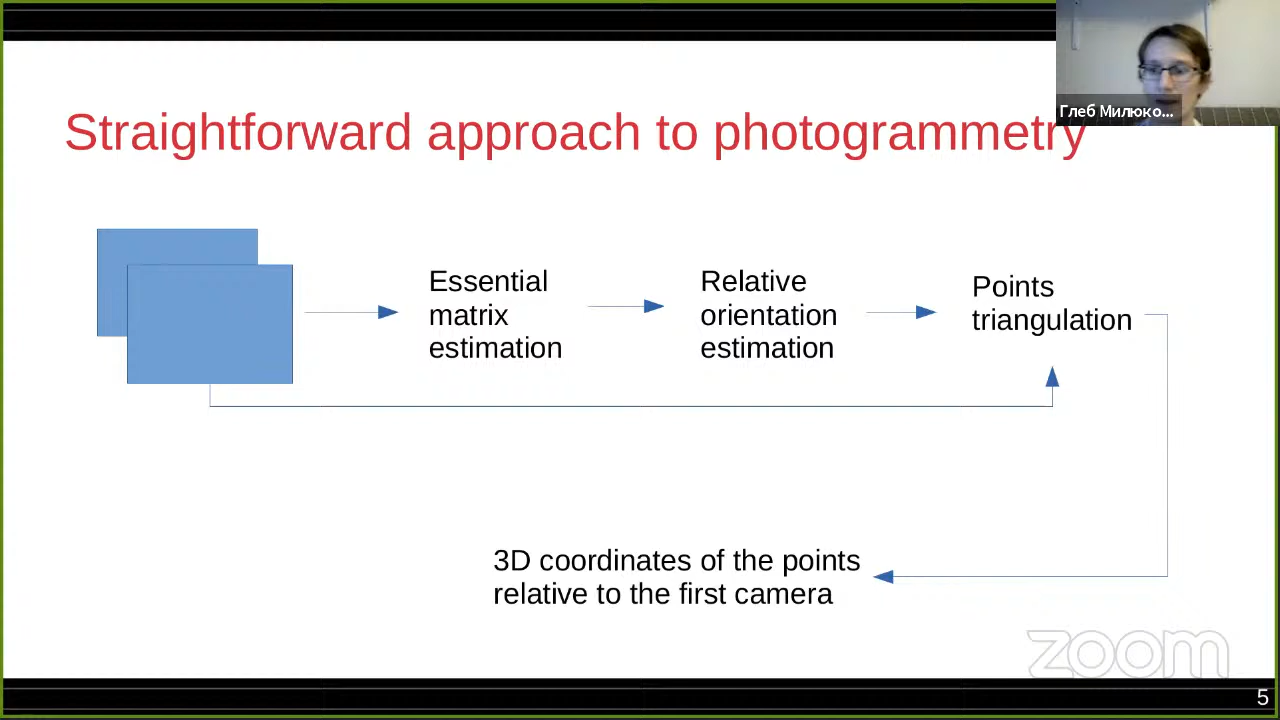 Глеб Милюко...
Straightforward approach to photogrammetry
Essential
matrix
estimation
Relative
orientation
estimation
Points
triangulation
3D coordinates of the points
relative to the first camera
zoom
5